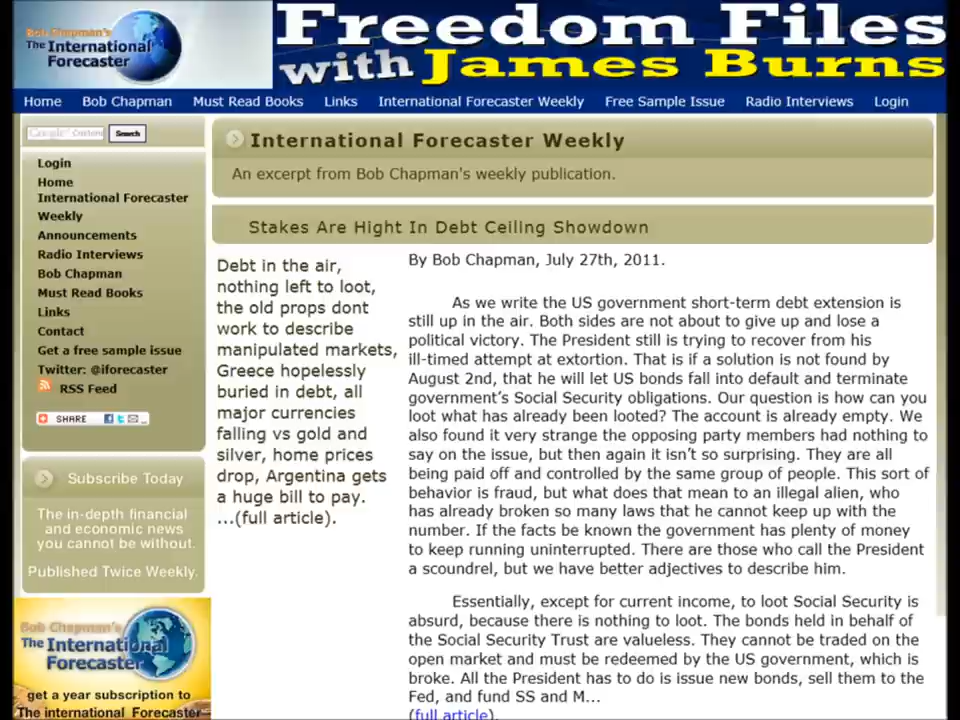 Bob Chapman's
The International
Forecaster
Freedom Files
with James Burns
Home Bob Chapman Must Read Books Links International Forecaster Weekly Free Sample Issue Radio Interviews Login
Search
Login
Home
International Forecaster
Weekly
Announcements
Radio Interviews
Bob Chapman
Must Read Books
Links
Contact
Get a free sample issue
Twitter: @iforecaster
RSS Feed
SHARE
Subscribe Today
The in-depth financial
and economic news
you cannot be without.
Published Twice Weekly.
Bob Chapman's
The International
Forecaster
get a year subscription to
The international Forecaster
International Forecaster Weekly
An excerpt from Bob Chapman's weekly publication.
Stakes Are Hight In Debt Ceiling Showdown
Debt in the air,
nothing left to loot,
the old props dont
work to describe
manipulated markets,
Greece hopelessly
buried in debt, all
major currencies
falling vs gold and
silver, home prices
drop, Argentina gets
a huge bill to pay.
...(full article).
By Bob Chapman, July 27th, 2011.
As we write the US government short-term debt extension is
still up in the air. Both sides are not about to give up and lose a
political victory. The President still is trying to recover from his
ill-timed attempt at extortion. That is if a solution is not found by
August 2nd, that he will let US bonds fall into default and terminate
government's Social Security obligations. Our question is how can you
loot what has already been looted? The account is already empty. We
also found it very strange the opposing party members had nothing to
say on the issue, but then again it isn't so surprising. They are all
being paid off and controlled by the same group of people. This sort of
behavior is fraud, but what does that mean to an illegal alien, who
has already broken so many laws that he cannot keep up with the
number. If the facts be known the government has plenty of money
to keep running uninterrupted. There are those who call the President
a scoundrel, but we have better adjectives to describe him.
Essentially, except for current income, to loot Social Security is
absurd, because there is nothing to loot. The bonds held in behalf of
the Social Security Trust are valueless. They cannot be traded on the
open market and must be redeemed by the US government, which is
broke. All the President has to do is issue new bonds, sell them to the
Fed, and fund SS and M...
(full article).